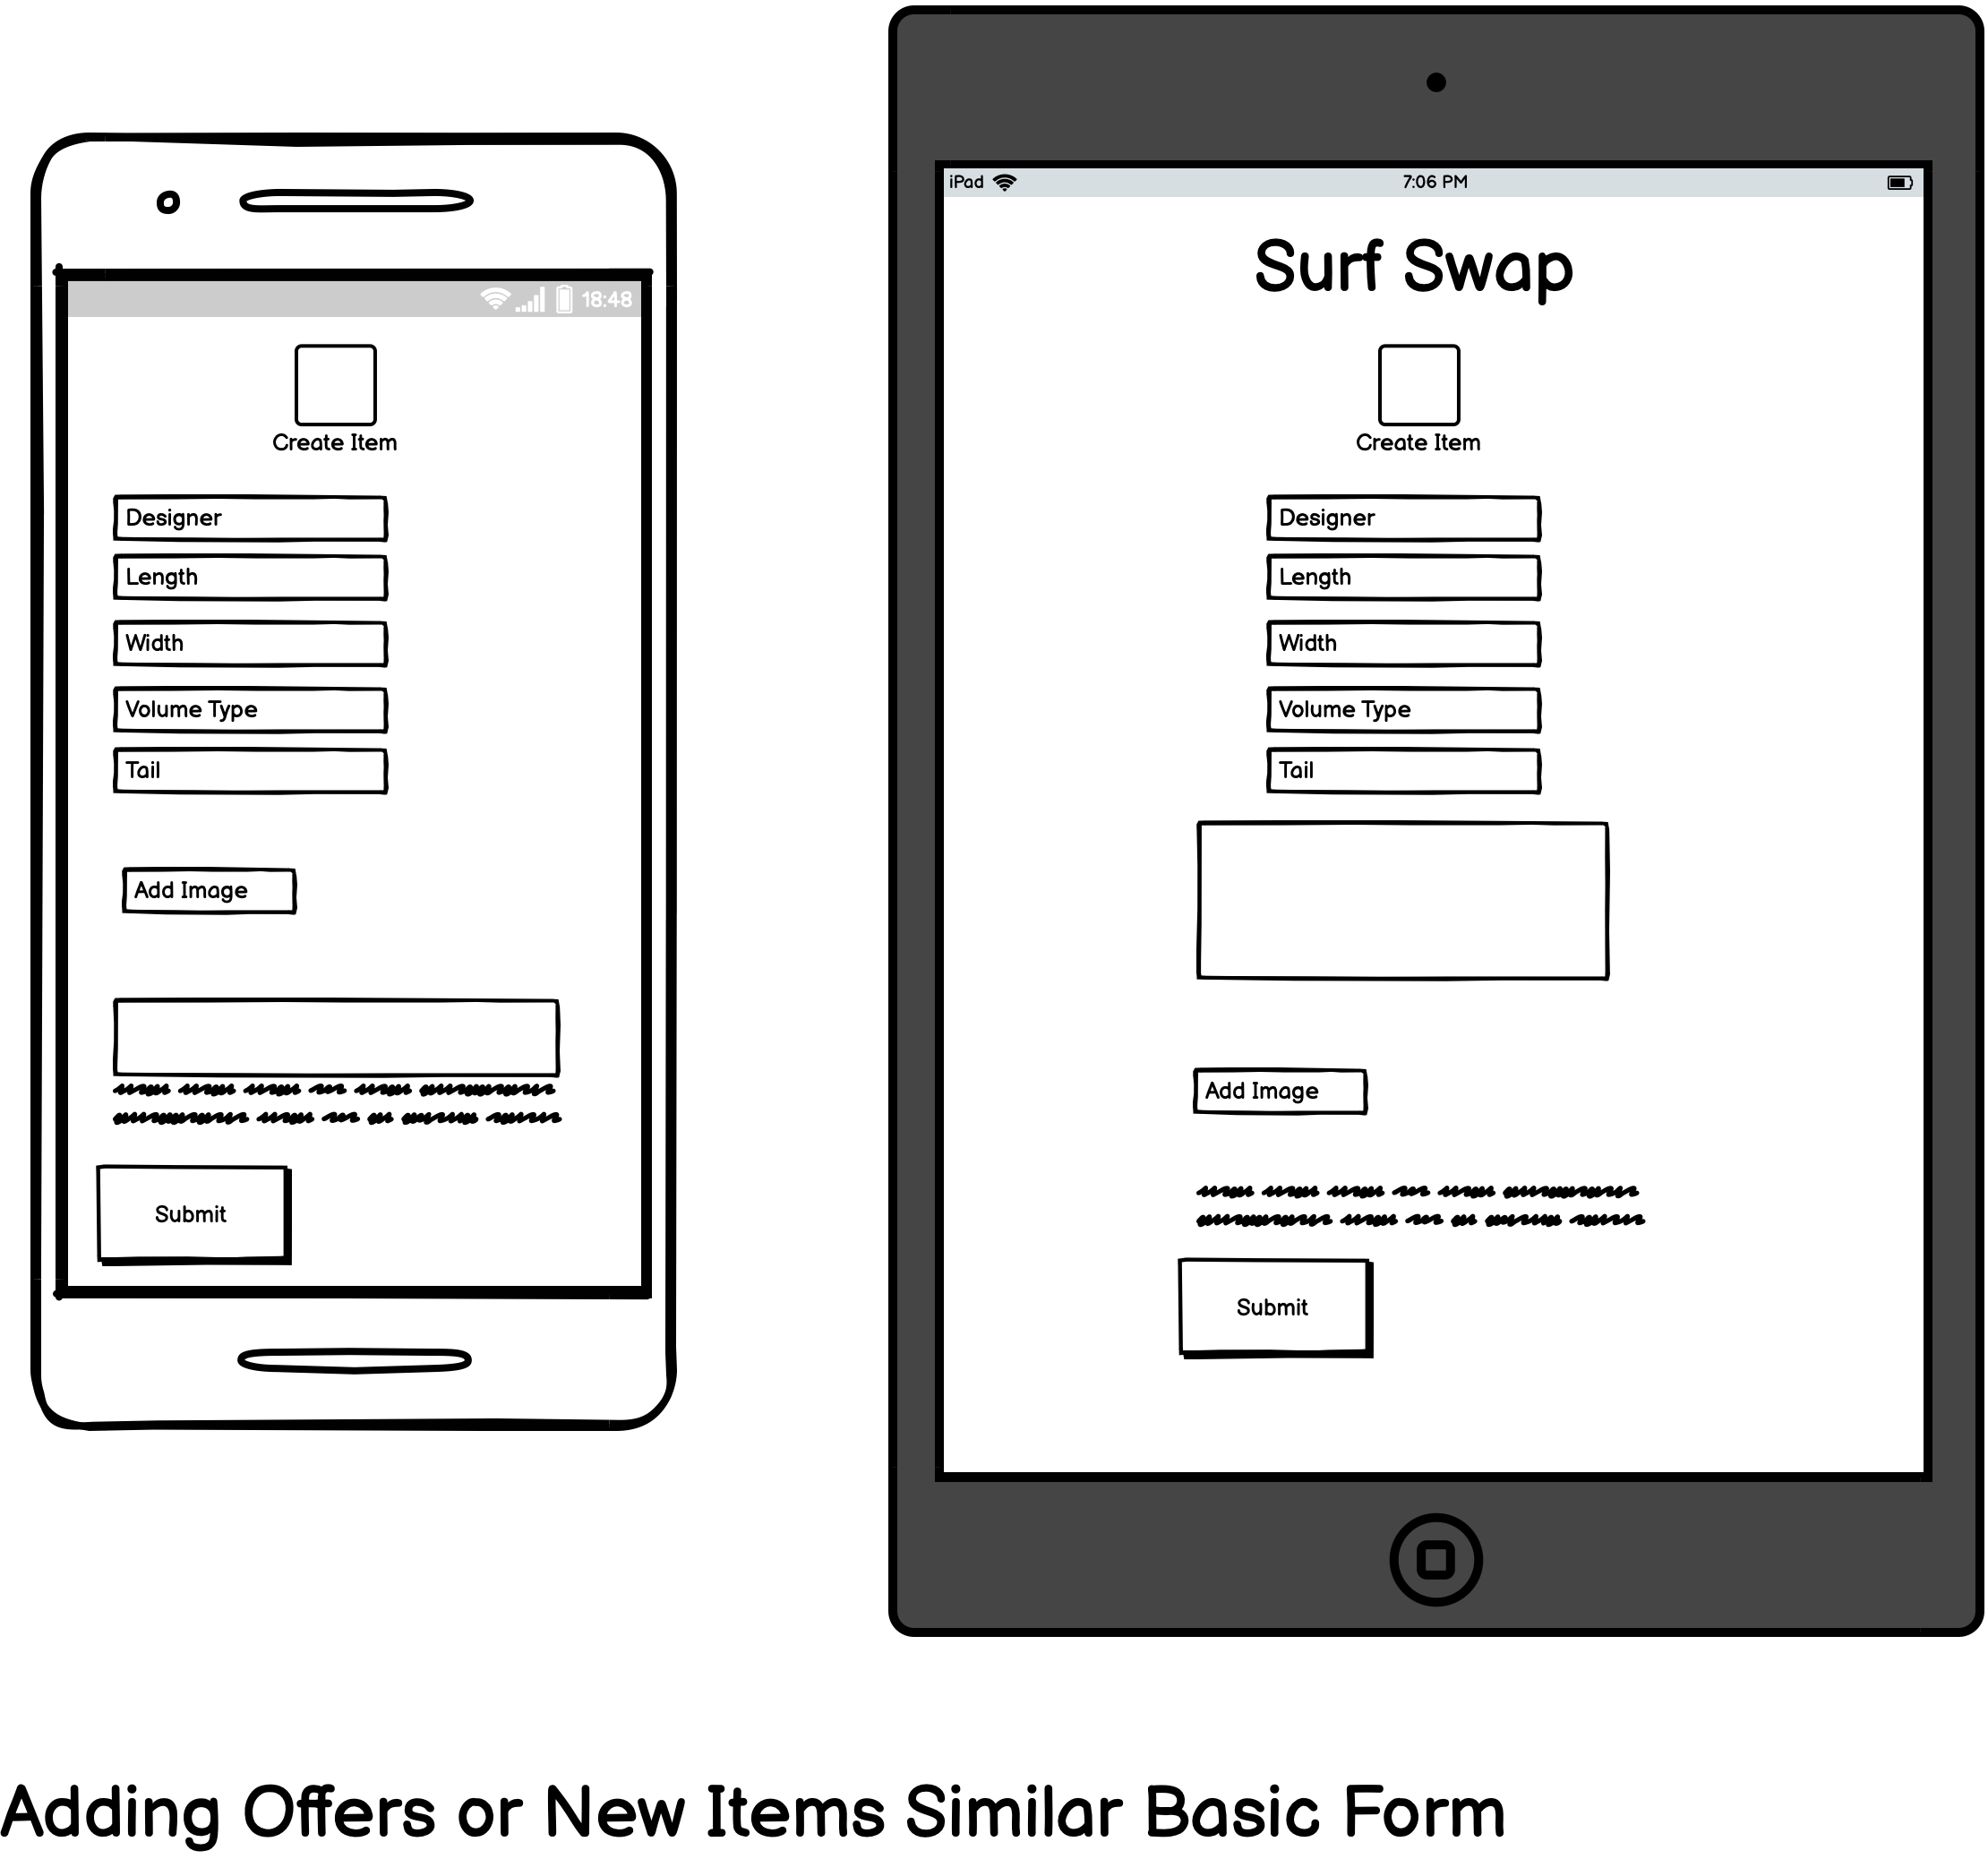 18:48
Create Item
Designer
Length
Width
Volume Type
Tail
Add Image
Submit
iPad
7:06 PM
Surf Swap
Create Item
Designer
Length
Width
Volume Type
Tail
Add Image
Submit
Adding Offers or New Items Similar Basic Form